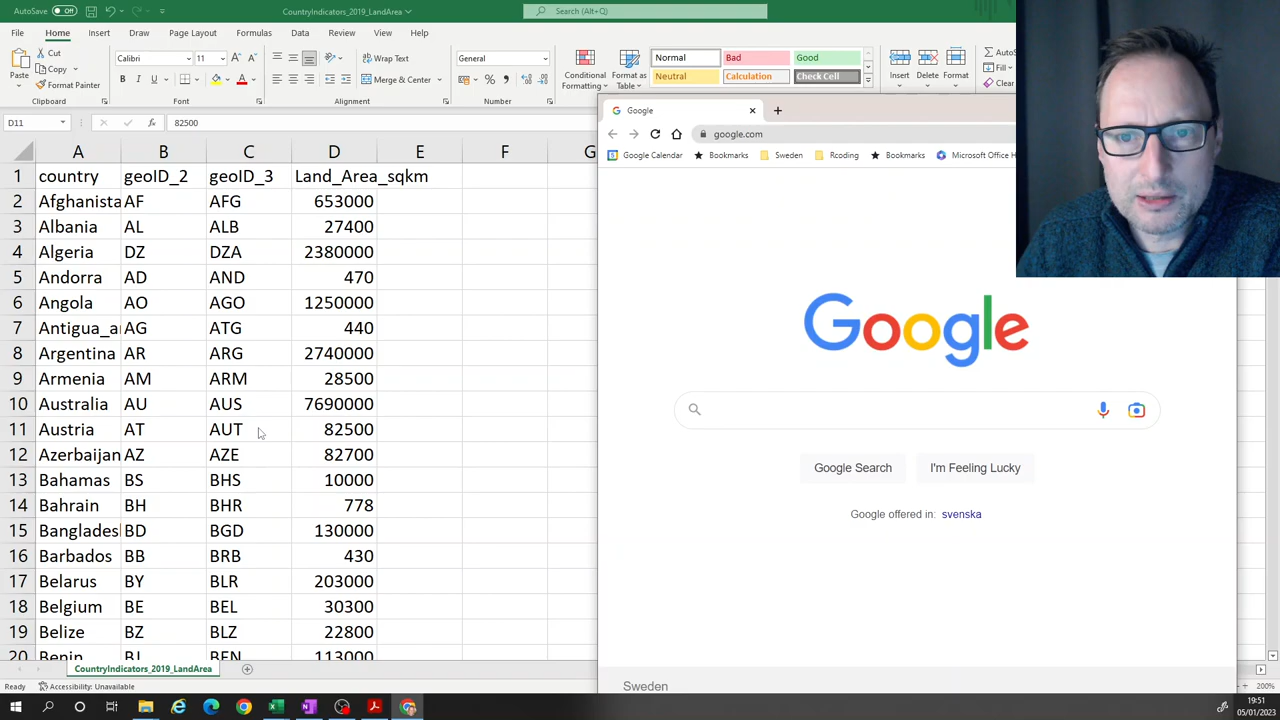 AutoSave Off CountryIndicators_2019_LandArea Search (Alt+Q)
File Home Insert Draw Page Layout Formulas Data Review View Help
Paste
Cut
Copy
Format Painter
Clipboard
Calibri 11
B I U
Font
Wrap Text
Merge & Center
Alignment
General
Number
Conditional Formatting
Format as Table
Normal Bad Good
Neutral Calculation Check Cell
Styles
Insert Delete Format
Cells
Fill
Clear
D11 82500
A B C D E F G
1 country geoID_2 geoID_3 Land_Area_sqkm
2 Afghanista AF AFG 653000
3 Albania AL ALB 27400
4 Algeria DZ DZA 2380000
5 Andorra AD AND 470
6 Angola AO AGO 1250000
7 Antigua_a AG ATG 440
8 Argentina AR ARG 2740000
9 Armenia AM ARM 28500
10 Australia AU AUS 7690000
11 Austria AT AUT 82500
12 Azerbaijan AZ AZE 82700
13 Bahamas BS BHS 10000
14 Bahrain BH BHR 778
15 Banglades BD BGD 130000
16 Barbados BB BRB 430
17 Belarus BY BLR 203000
18 Belgium BE BEL 30300
19 Belize BZ BLZ 22800
20 Benin BJ BEN 113000
CountryIndicators_2019_LandArea
Ready Accessibility: Unavailable
200%
Google
google.com
Google Calendar Bookmarks Sweden Rcoding Bookmarks Microsoft Office H
Google
Google Search I'm Feeling Lucky
Google offered in: svenska
Sweden
19:51
05/01/2023